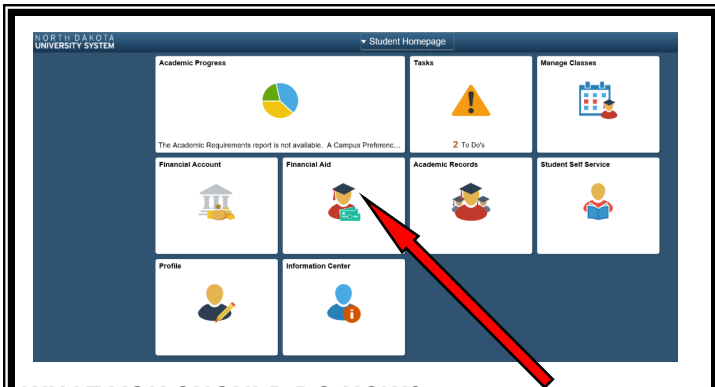 NORTH DAKOTA
UNIVERSITY SYSTEM
▼ Student Homepage
Academic Progress
Tasks
Manage Classes
The Academic Requirements report is not available. A Campus Preferenc...
2 To Do's
Financial Account
Financial Aid
Academic Records
Student Self Service
Profile
Information Center